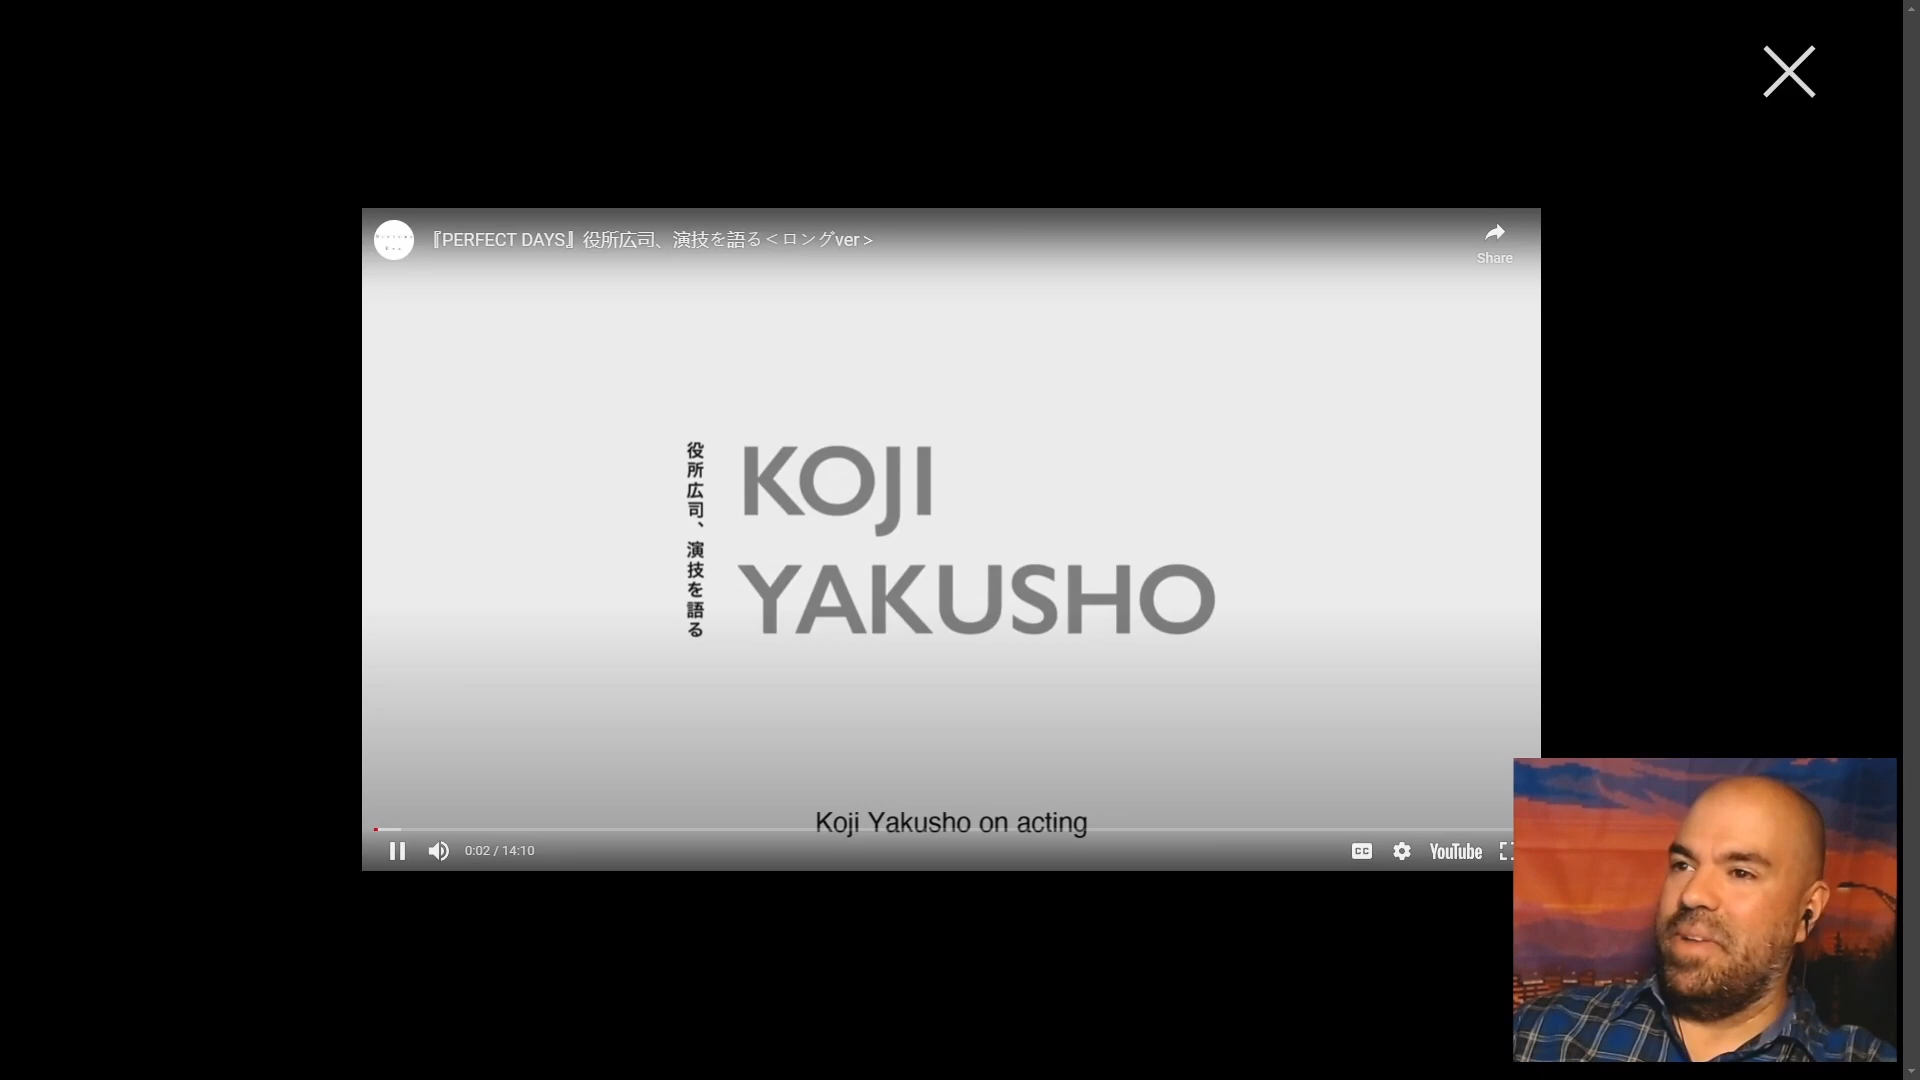 『PERFECT DAYS』役所広司、演技を語る＜ロングver＞
Share
役所広司、演技を語る
KOJI
YAKUSHO
Koji Yakusho on acting
0:02 / 14:10
CC
YouTube